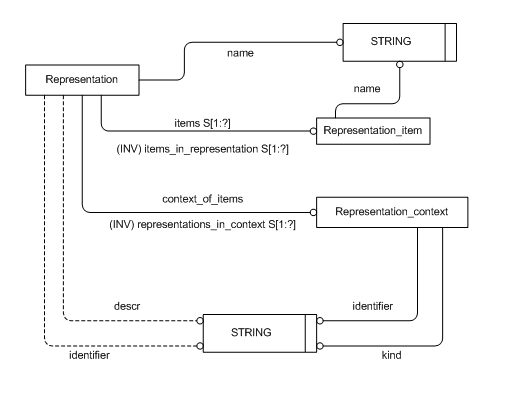 STRING
name
Representation
name
items S[1:?]
Representation_item
(INV) items_in_representation S[1:?]
context_of_items
Representation_context
(INV) representations_in_context S[1:?]
descr
identifier
STRING
identifier
kind